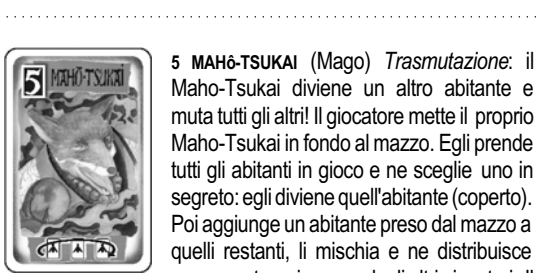 5 MAHÔ-TSUKAI
5 MAHô-TSUKAI (Mago) Trasmutazione: il
Maho-Tsukai diviene un altro abitante e
muta tutti gli altri! Il giocatore mette il proprio
Maho-Tsukai in fondo al mazzo. Egli prende
tutti gli abitanti in gioco e ne sceglie uno in
segreto: egli diviene quell'abitante (coperto).
Poi aggiunge un abitante preso dal mazzo a
quelli restanti, li mischia e ne distribuisce